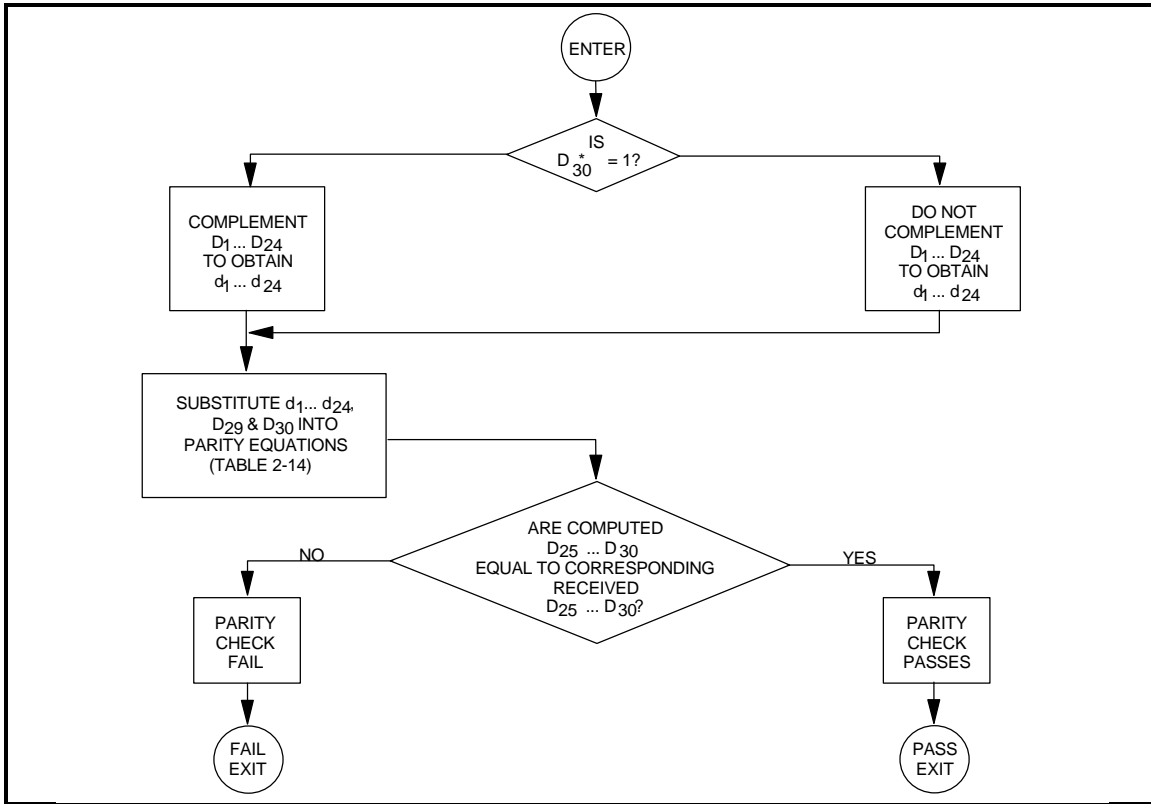 ENTER
IS
D*30 = 1?
COMPLEMENT
D1 ... D24
TO OBTAIN
d1 ... d24
DO NOT
COMPLEMENT
D1 ... D24
TO OBTAIN
d1 ... d24
SUBSTITUTE d1 ... d24,
D29 & D30 INTO
PARITY EQUATIONS
(TABLE 2-14)
ARE COMPUTED
D25 ... D30
EQUAL TO CORRESPONDING
RECEIVED
D25 ... D30?
NO
YES
PARITY
CHECK
FAIL
PARITY
CHECK
PASSES
FAIL
EXIT
PASS
EXIT